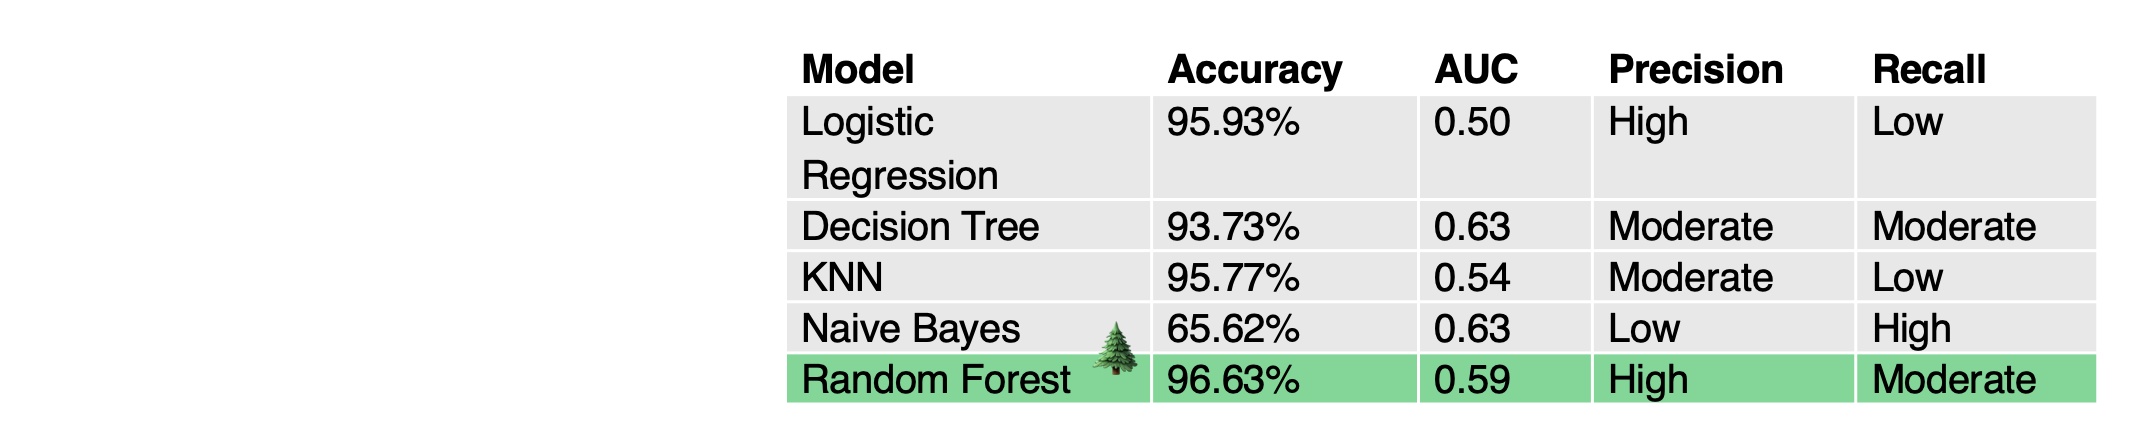 Model Accuracy AUC Precision Recall
Logistic Regression 95.93% 0.50 High Low
Decision Tree 93.73% 0.63 Moderate Moderate
KNN 95.77% 0.54 Moderate Low
Naive Bayes 65.62% 0.63 Low High
Random Forest 96.63% 0.59 High Moderate